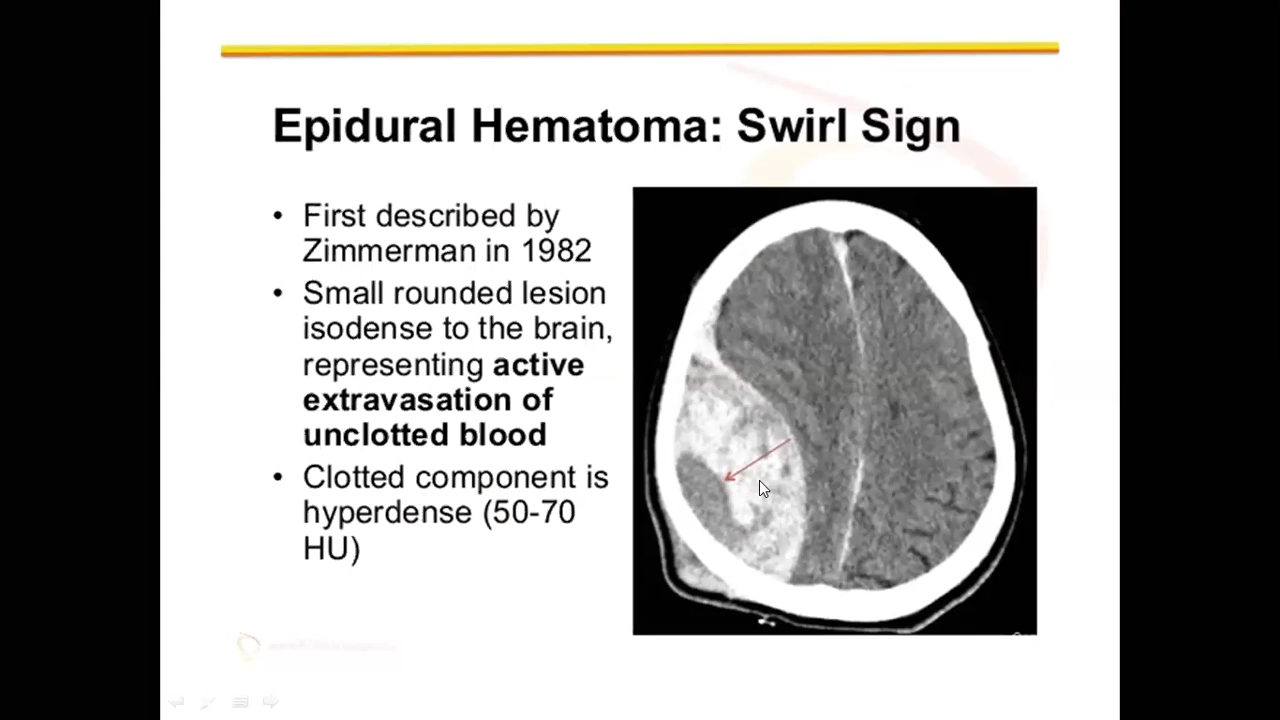 Epidural Hematoma: Swirl Sign
• First described by
Zimmerman in 1982
• Small rounded lesion
isodense to the brain,
representing active
extravasation of
unclotted blood
• Clotted component is
hyperdense (50-70
HU)